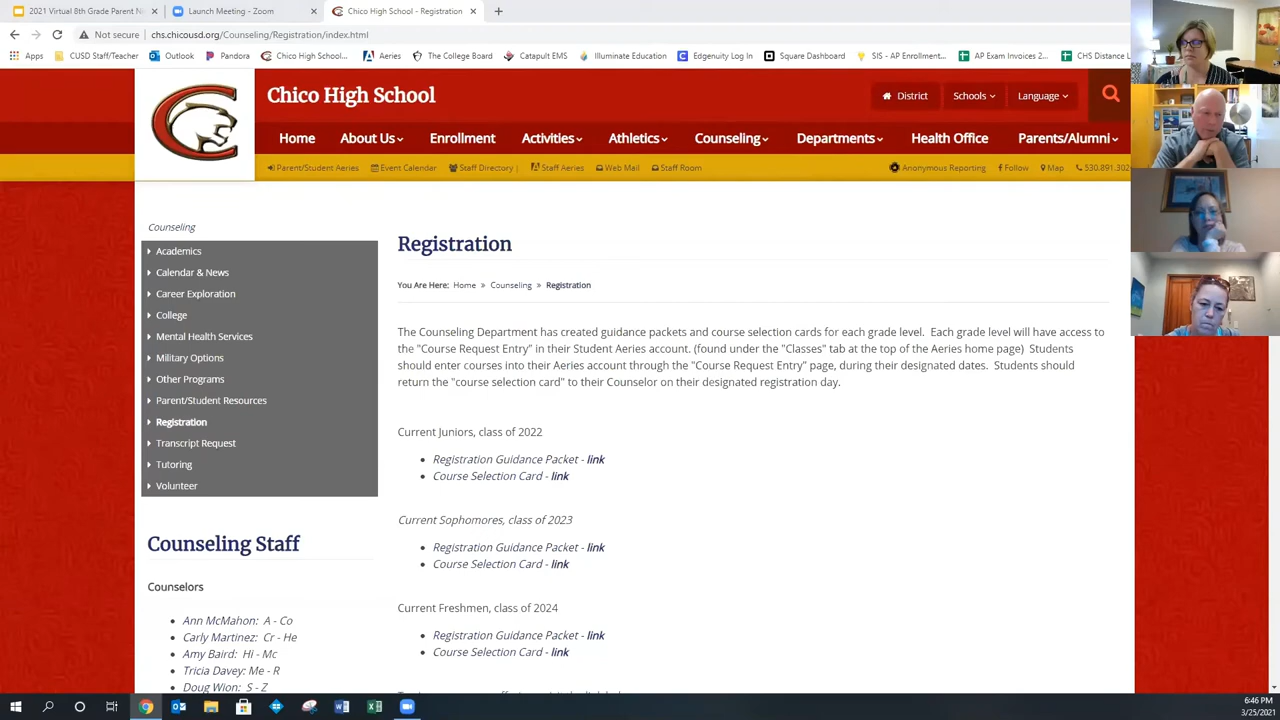 2021 Virtual 8th Grade Parent Ni
Launch Meeting - Zoom
Chico High School - Registration
Not secure
chs.chicousd.org/Counseling/Registration/index.html
Apps
CUSD Staff/Teacher
Outlook
Pandora
Chico High School...
Aeries
The College Board
Catapult EMS
Illuminate Education
Edgenuity Log In
Square Dashboard
SIS - AP Enrollment...
AP Exam Invoices 2...
CHS Distance L
Chico High School
District
Schools
Language
Home
About Us
Enrollment
Activities
Athletics
Counseling
Departments
Health Office
Parents/Alumni
Parent/Student Aeries
Event Calendar
Staff Directory |
Staff Aeries
Web Mail
Staff Room
Anonymous Reporting
Follow
Map
530.891.302
Counseling
Academics
Calendar & News
Career Exploration
College
Mental Health Services
Military Options
Other Programs
Parent/Student Resources
Registration
Transcript Request
Tutoring
Volunteer
Counseling Staff
Counselors
Ann McMahon: A - Co
Carly Martinez: Cr - He
Amy Baird: Hi - Mc
Tricia Davey: Me - R
Doug Wion: S - Z
Registration
You Are Here: Home » Counseling » Registration
The Counseling Department has created guidance packets and course selection cards for each grade level. Each grade level will have access to
the "Course Request Entry" in their Student Aeries account. (found under the "Classes" tab at the top of the Aeries home page) Students
should enter courses into their Aeries account through the "Course Request Entry" page, during their designated dates. Students should
return the "course selection card" to their Counselor on their designated registration day.
Current Juniors, class of 2022
Registration Guidance Packet - link
Course Selection Card - link
Current Sophomores, class of 2023
Registration Guidance Packet - link
Course Selection Card - link
Current Freshmen, class of 2024
Registration Guidance Packet - link
Course Selection Card - link
6:46 PM
3/25/2021